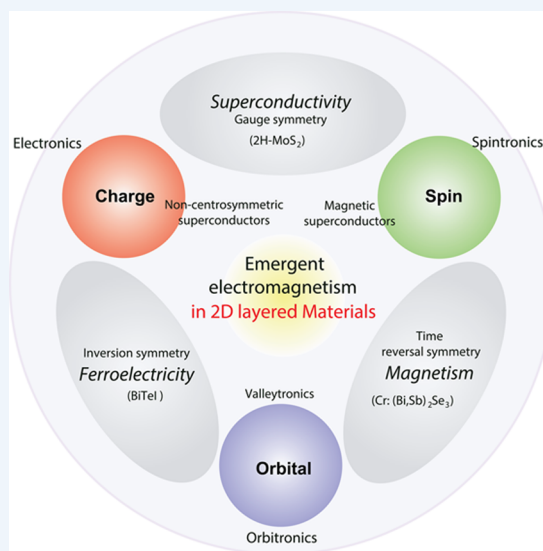 Superconductivity
Gauge symmetry
(2H-MoS2)
Electronics
Spintronics
Charge
Spin
Non-centrosymmetric
superconductors
Magnetic
superconductors
Emergent
electromagnetism
in 2D layered Materials
Inversion symmetry
Ferroelectricity
(BiTeI )
Time
reversal symmetry
Magnetism
(Cr: (Bi,Sb)2Se3)
Valleytronics
Orbital
Orbitronics